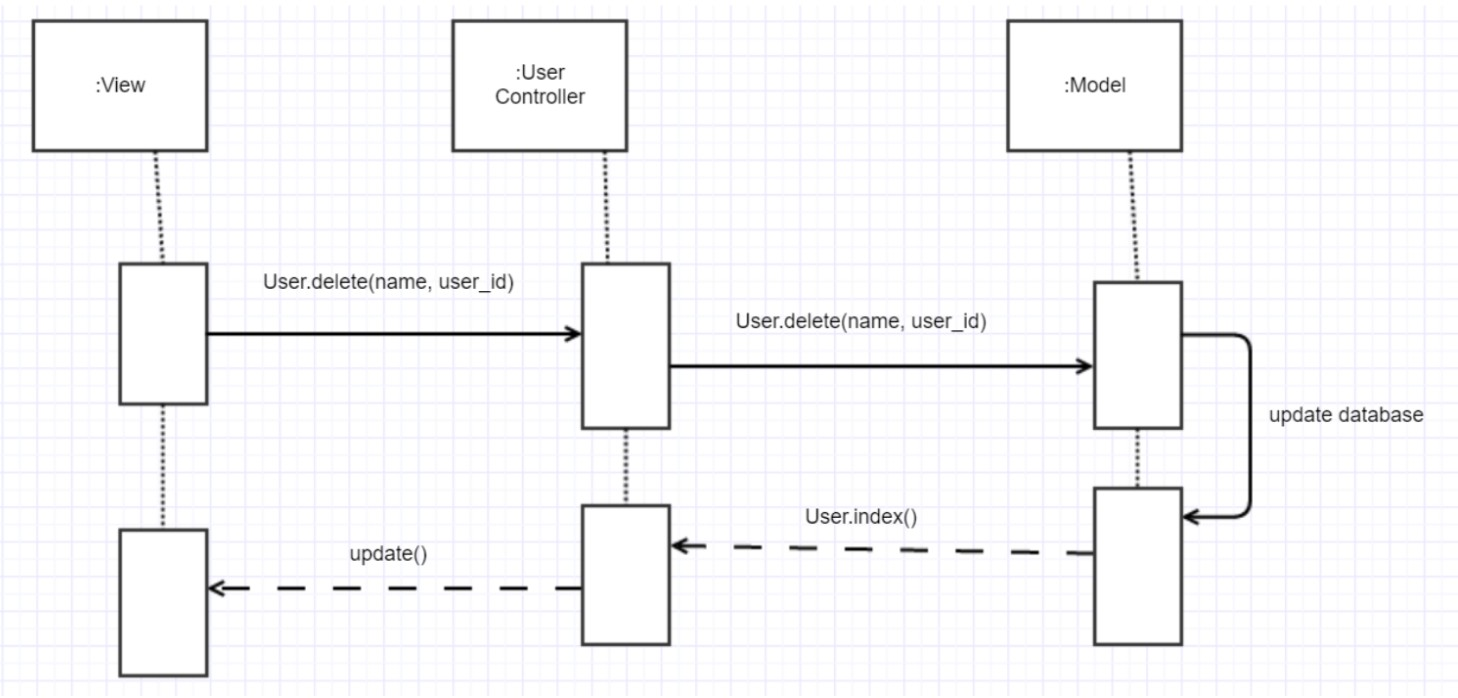 :View
:User
Controller
:Model
User.delete(name, user_id)
User.delete(name, user_id)
update database
User.index()
update()